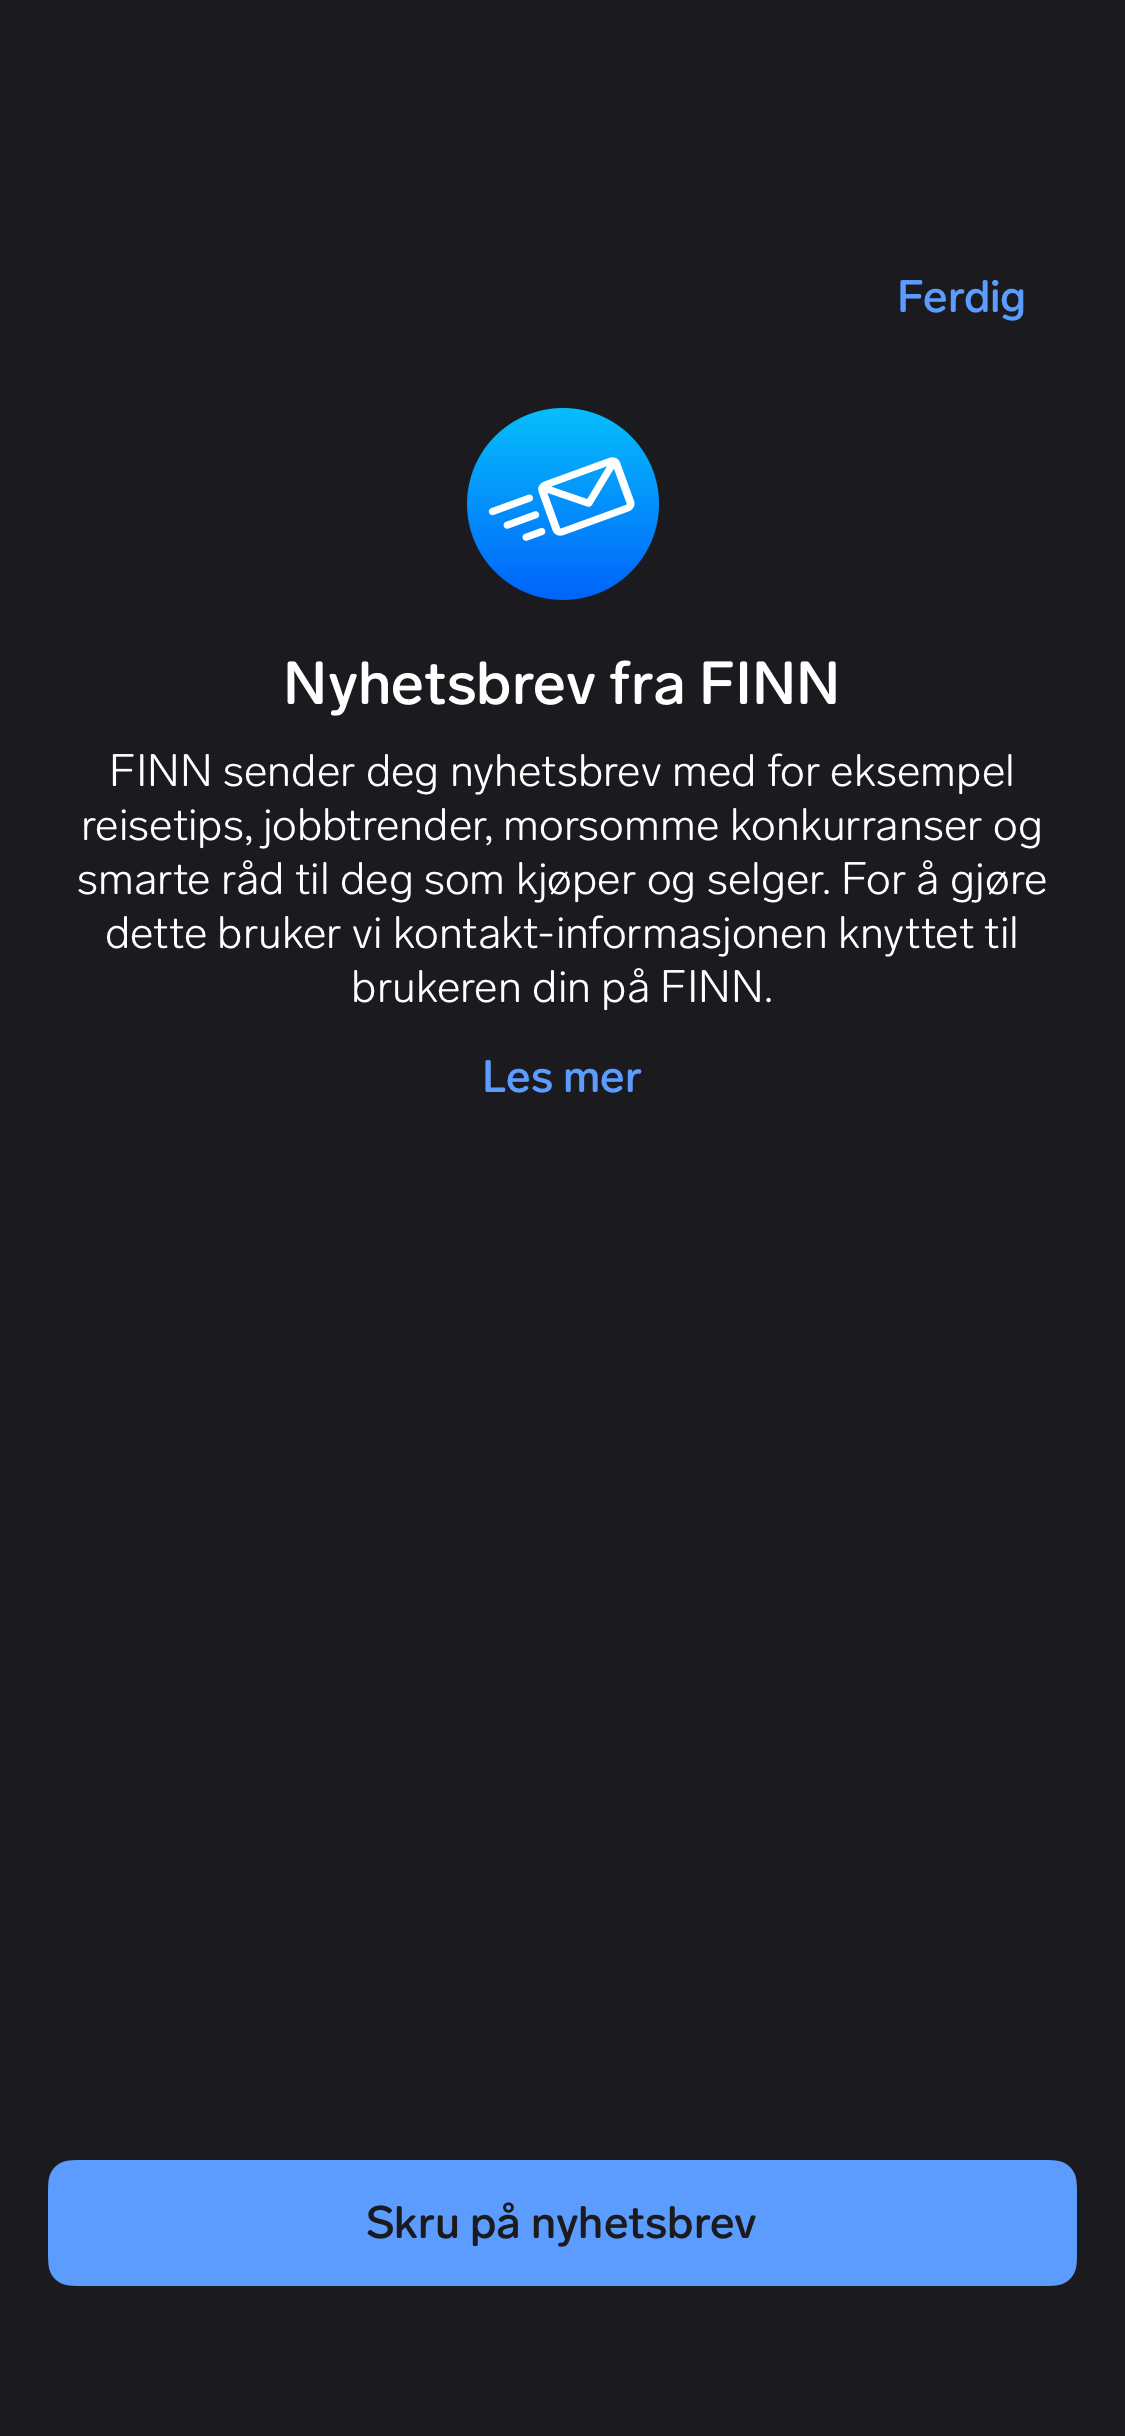 Ferdig
Nyhetsbrev fra FINN
FINN sender deg nyhetsbrev med for eksempel
reisetips, jobbtrender, morsomme konkurranser og
smarte råd til deg som kjøper og selger. For å gjøre
dette bruker vi kontakt-informasjonen knyttet til
brukeren din på FINN.
Les mer
Skru på nyhetsbrev